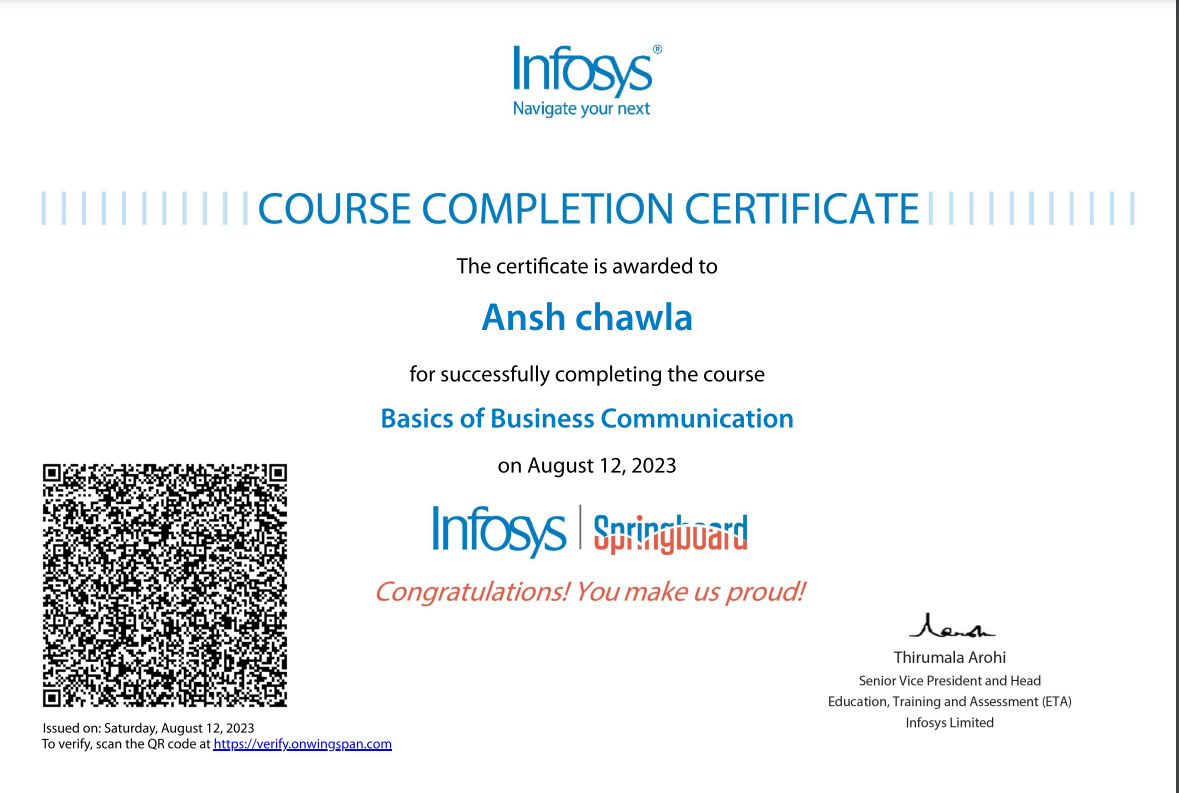 Infosys®
Navigate your next
COURSE COMPLETION CERTIFICATE
The certificate is awarded to
Ansh chawla
for successfully completing the course
Basics of Business Communication
on August 12, 2023
Infosys | Springboard
Congratulations! You make us proud!
Thirumala Arohi
Senior Vice President and Head
Education, Training and Assessment (ETA)
Infosys Limited
Issued on: Saturday, August 12, 2023
To verify, scan the QR code at https://verify.onwingspan.com